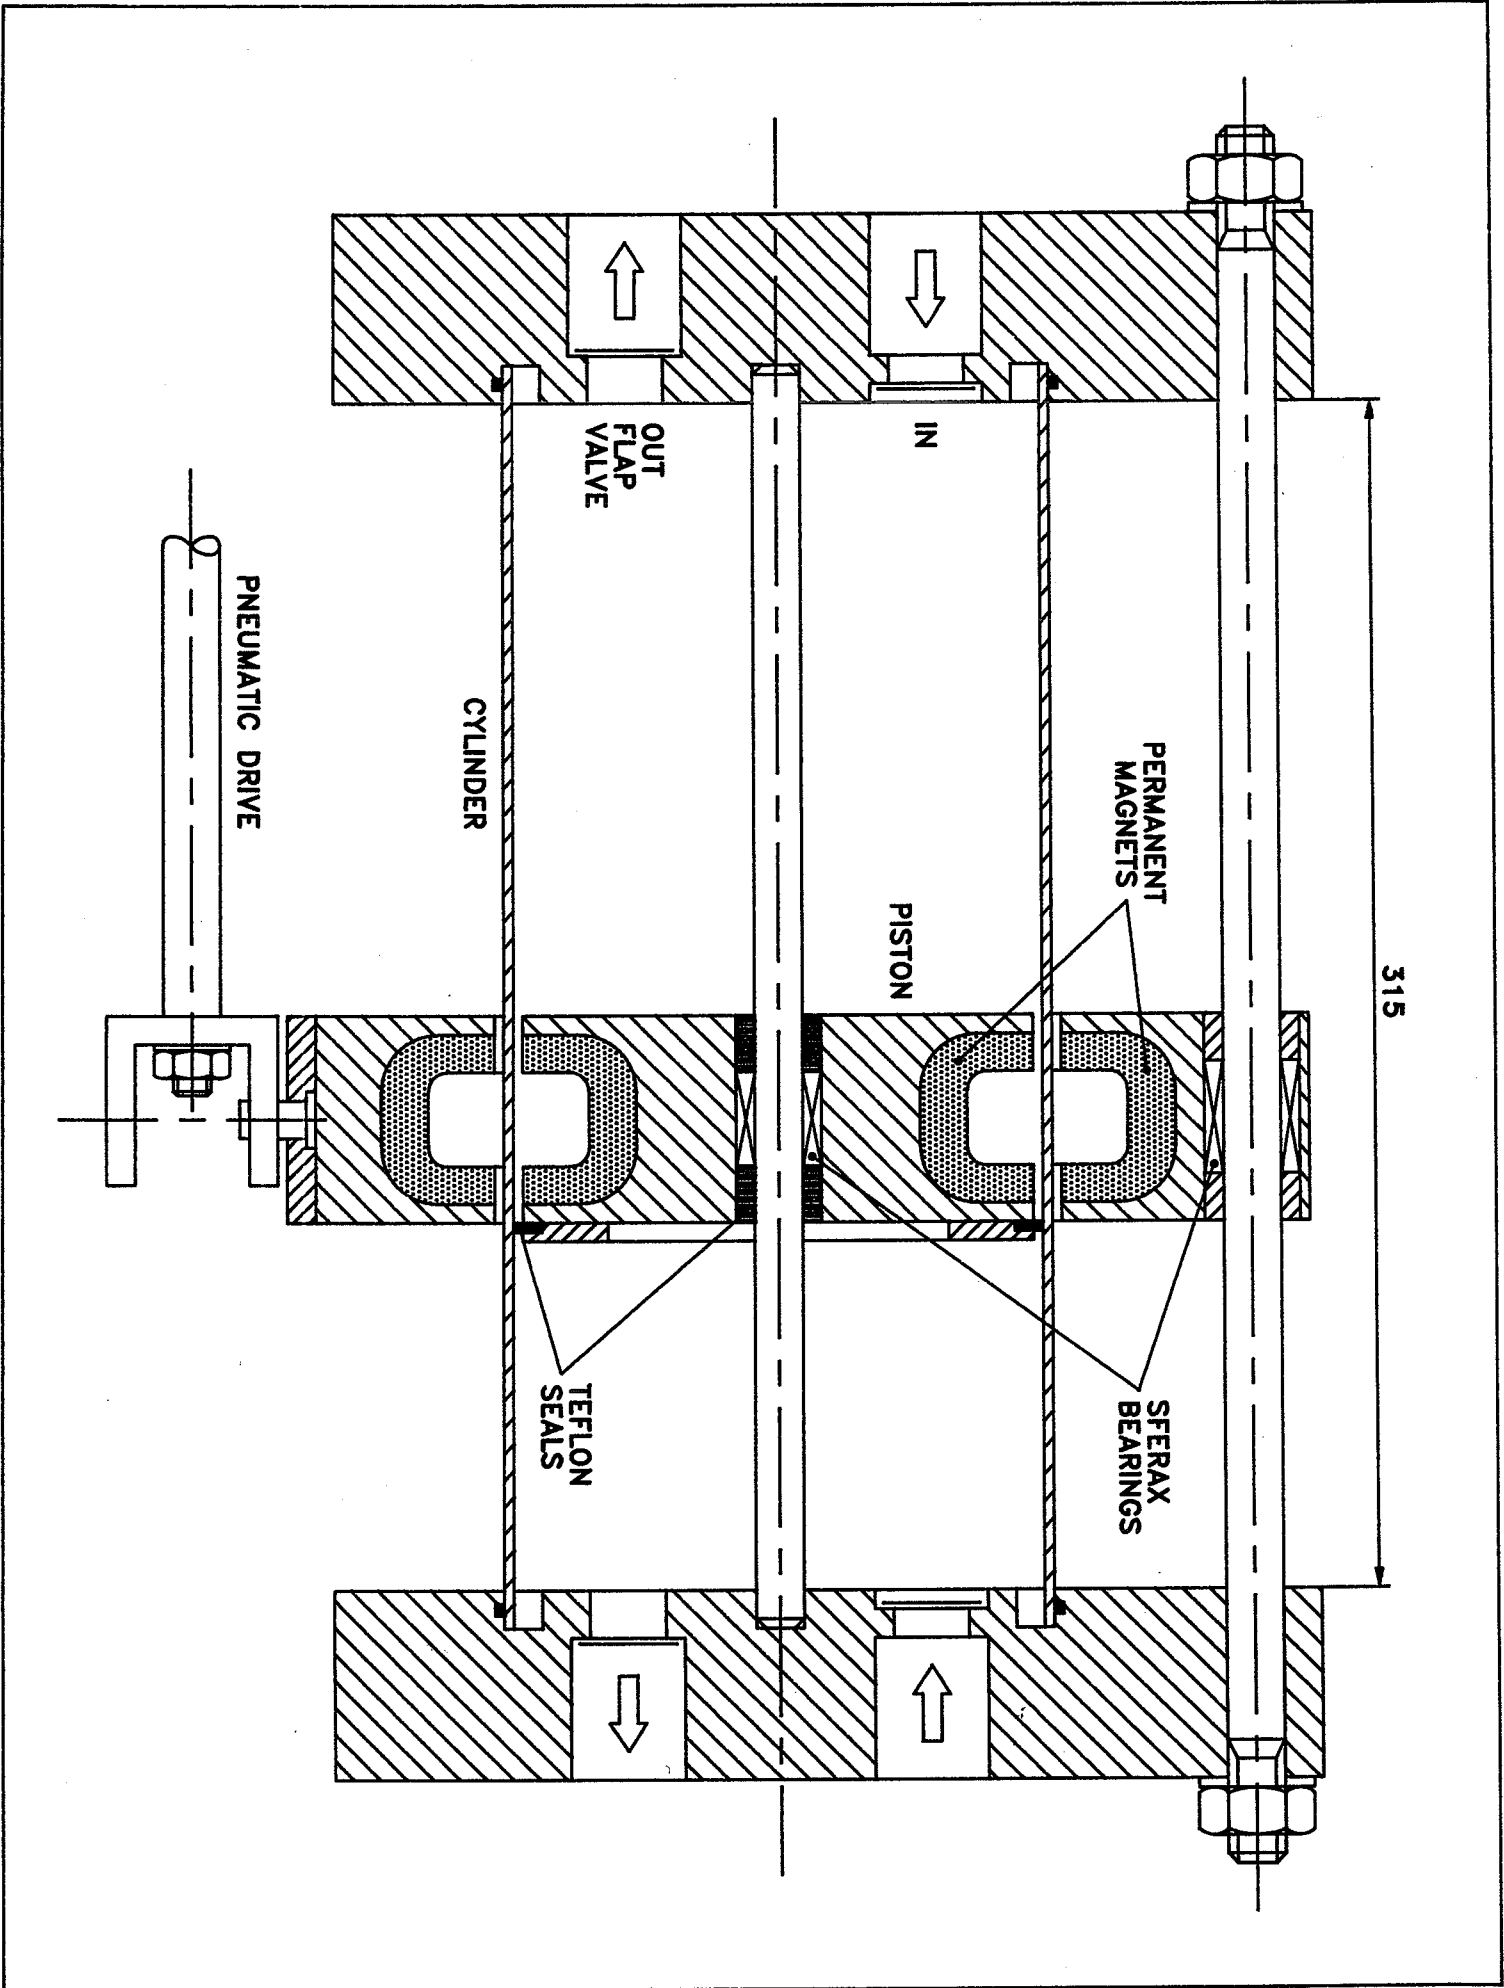 315
PERMANENT
MAGNETS
SFERAX
BEARINGS
IN
PISTON
OUT
FLAP
VALVE
TEFLON
SEALS
CYLINDER
PNEUMATIC DRIVE